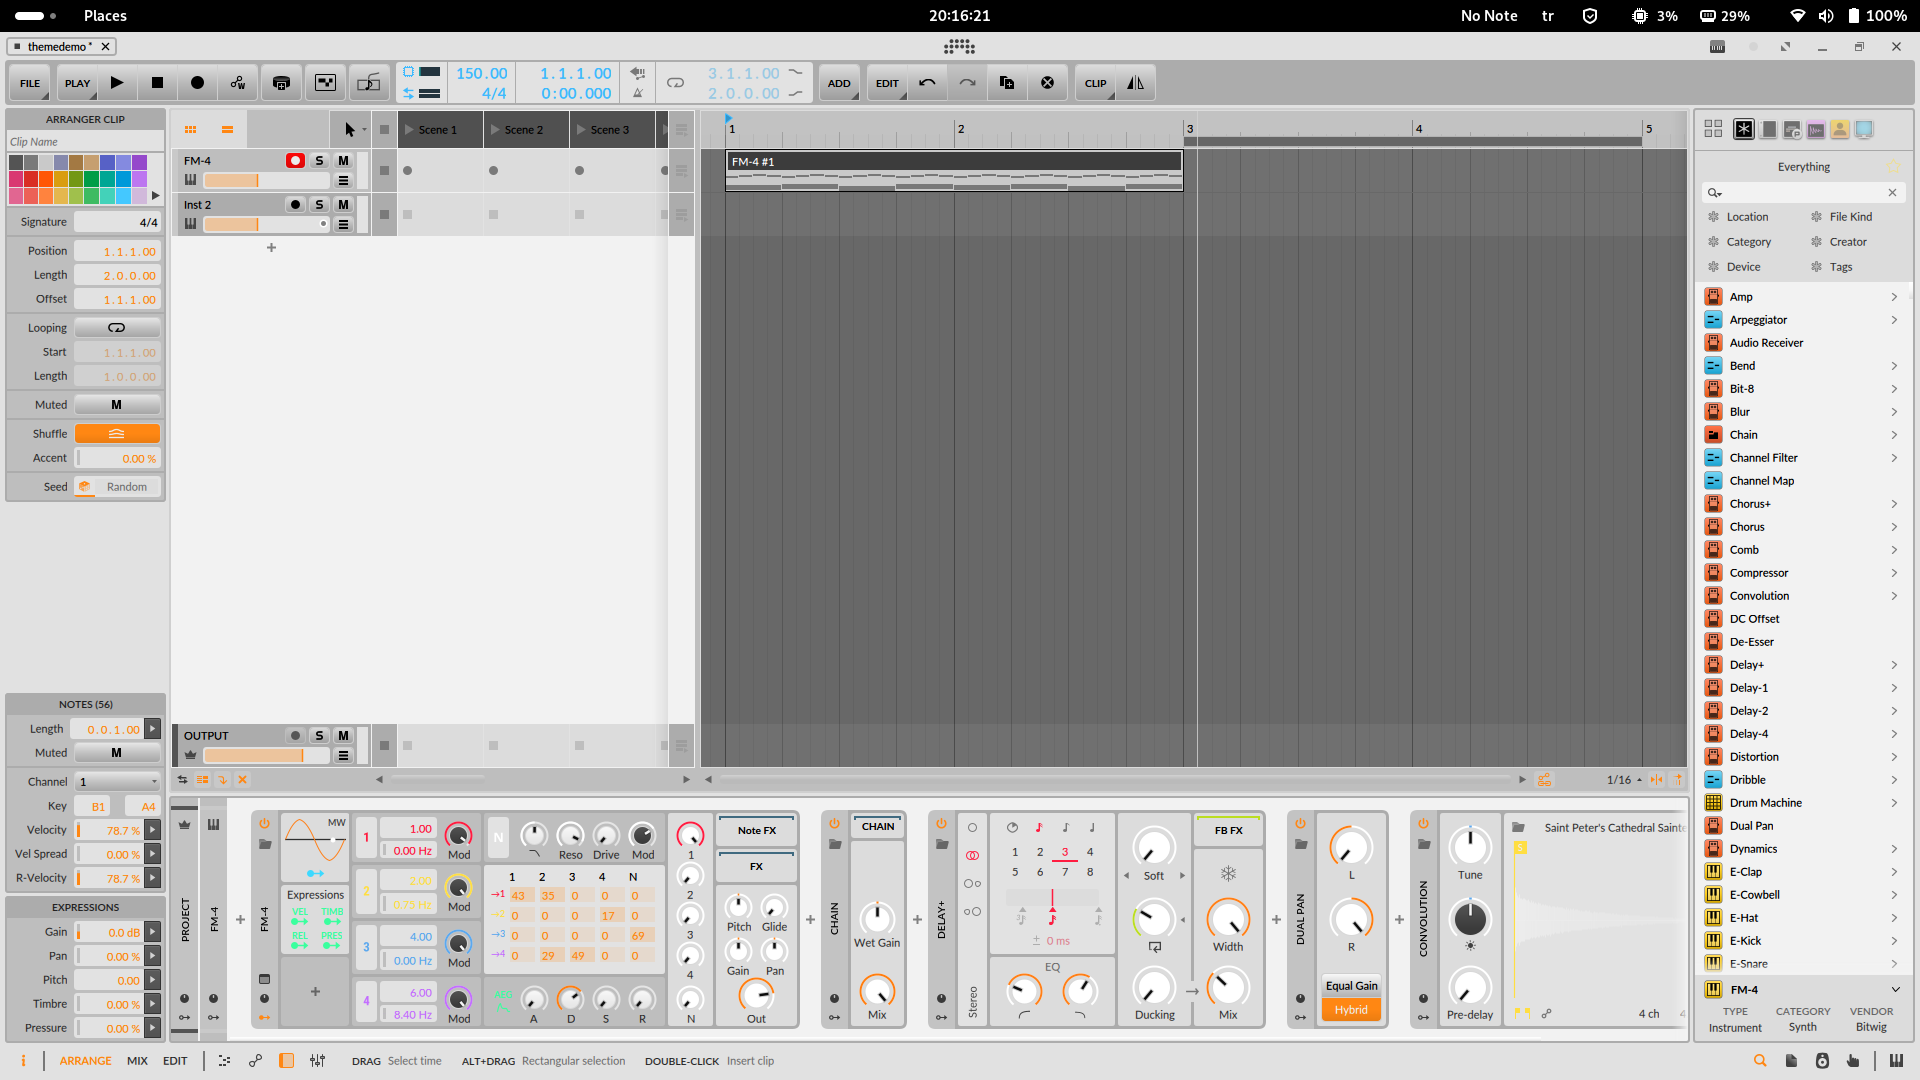 Places
20:16:21
No Note
tr
3%
29%
100%
themedemo *
FILE
PLAY
150.00
4/4
1.1.1.00
0:00.000
3.1.1.00
2.0.0.00
ADD
EDIT
CLIP
ARRANGER CLIP
Clip Name
Signature 4/4
Position 1.1.1.00
Length 2.0.0.00
Offset 1.1.1.00
Looping
Start 1.1.1.00
Length 1.0.0.00
Muted M
Shuffle
Accent 0.00 %
Seed Random
NOTES (56)
Length 0.0.1.00
Muted M
Channel 1
Key B1 A4
Velocity 78.7 %
Vel Spread 0.00 %
R-Velocity 78.7 %
EXPRESSIONS
Gain 0.0 dB
Pan 0.00 %
Pitch 0.00
Timbre 0.00 %
Pressure 0.00 %
Scene 1
Scene 2
Scene 3
FM-4 S M
Inst 2 S M
OUTPUT S M
1 2 3 4 5
FM-4 #1
1/16
PROJECT
FM-4
FM-4
MW
Expressions
VEL TIMB
REL PRES
1 1.00 0.00 Hz Mod
2 2.00 0.75 Hz Mod
3 4.00 0.00 Hz Mod
4 6.00 8.40 Hz Mod
N
Reso Drive Mod
1 2 3 4 N
→1 43 35 0 0 0
→2 0 0 0 17 0
→3 0 0 0 0 69
→4 0 29 49 0 0
A D S R
1
2
3
4
N
Note FX
FX
Pitch Glide
Gain Pan
Out
CHAIN
CHAIN
Wet Gain
Mix
DELAY+
Stereo
1 2 3 4
5 6 7 8
± 0 ms
EQ
Soft
Ducking
FB FX
Width
Mix
DUAL PAN
L
R
Equal Gain
Hybrid
CONVOLUTION
Tune
Pre-delay
Saint Peter's Cathedral
S
4 ch
Everything
Location
File Kind
Category
Creator
Device
Tags
Amp
Arpeggiator
Audio Receiver
Bend
Bit-8
Blur
Chain
Channel Filter
Channel Map
Chorus+
Chorus
Comb
Compressor
Convolution
DC Offset
De-Esser
Delay+
Delay-1
Delay-2
Delay-4
Distortion
Dribble
Drum Machine
Dual Pan
Dynamics
E-Clap
E-Cowbell
E-Hat
E-Kick
E-Snare
FM-4
TYPE CATEGORY VENDOR
Instrument Synth Bitwig
i
ARRANGE MIX EDIT
DRAG Select time
ALT+DRAG Rectangular selection
DOUBLE-CLICK Insert clip